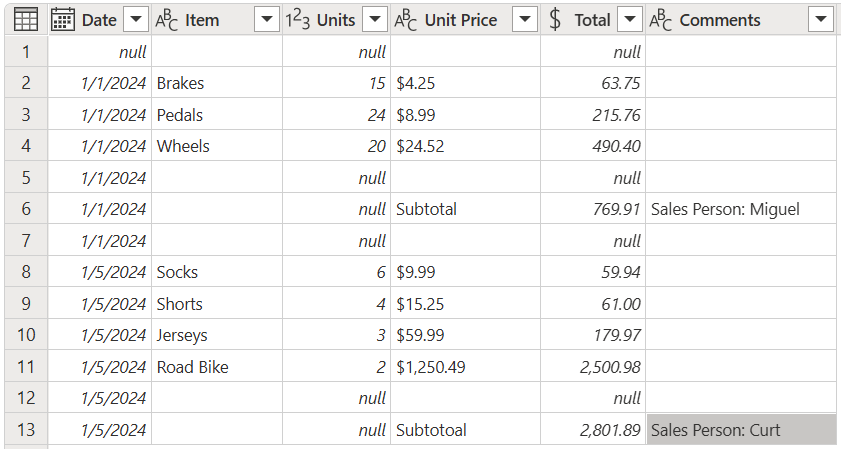 Date ABC Item 123 Units ABC Unit Price $ Total ABC Comments
1 null null null
2 1/1/2024 Brakes 15 $4.25 63.75
3 1/1/2024 Pedals 24 $8.99 215.76
4 1/1/2024 Wheels 20 $24.52 490.40
5 1/1/2024 null null
6 1/1/2024 null Subtotal 769.91 Sales Person: Miguel
7 1/1/2024 null null
8 1/5/2024 Socks 6 $9.99 59.94
9 1/5/2024 Shorts 4 $15.25 61.00
10 1/5/2024 Jerseys 3 $59.99 179.97
11 1/5/2024 Road Bike 2 $1,250.49 2,500.98
12 1/5/2024 null null
13 1/5/2024 null Subtotoal 2,801.89 Sales Person: Curt